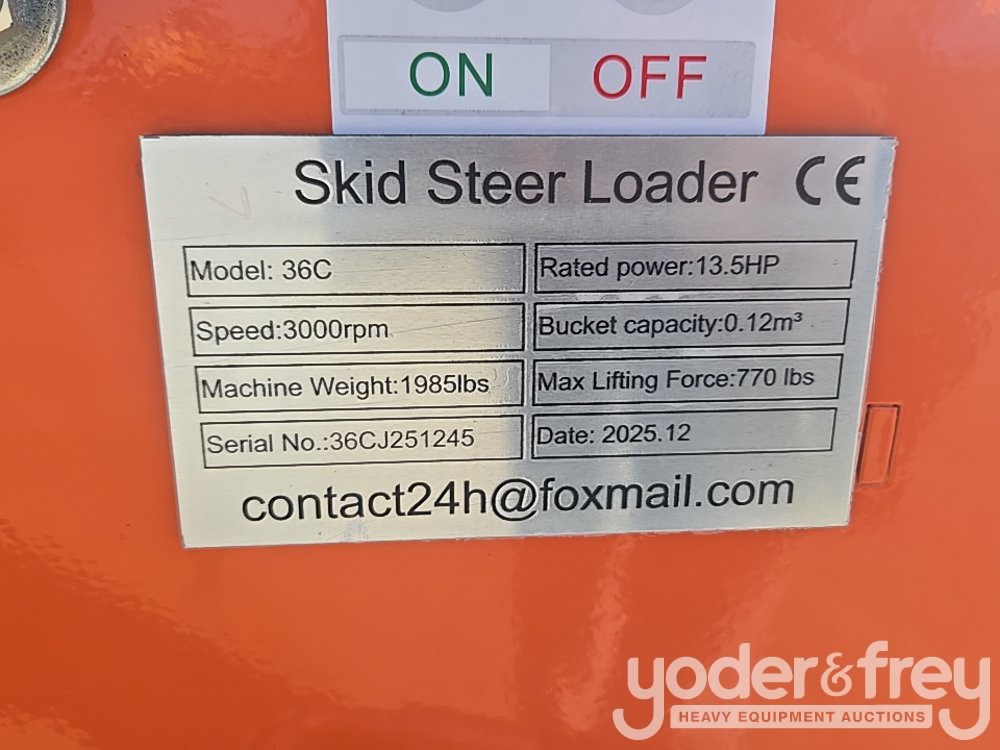 ON OFF
Skid Steer Loader CE
Model: 36C Rated power:13.5HP
Speed:3000rpm Bucket capacity:0.12m³
Machine Weight:1985lbs Max Lifting Force:770 lbs
Serial No.:36CJ251245 Date: 2025.12
contact24h@foxmail.com
yoder&frey
HEAVY EQUIPMENT AUCTIONS